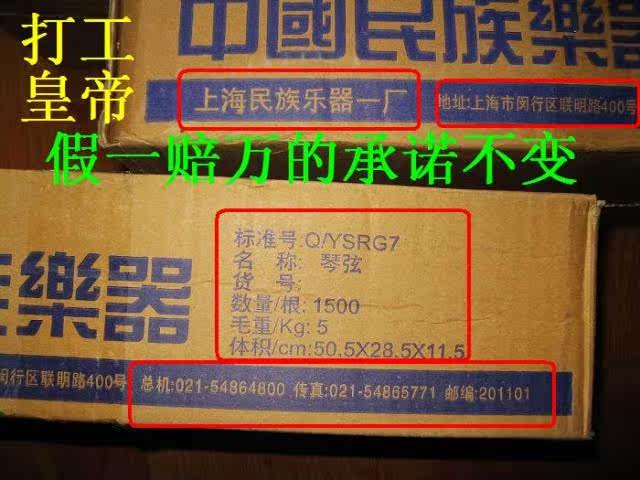 打工
皇帝
中國民族樂器
上海民族乐器一厂
地址:上海市闵行区联明路400号
假一赔万的承诺不变
标准号:Q/YSRG7
名 称: 琴弦
货 号:
数量/根: 1500
毛重/Kg: 5
体积/cm:50.5X28.5X11.5
族樂器
闵行区联明路400号 总机:021-54864800 传真:021-54865771 邮编:201101